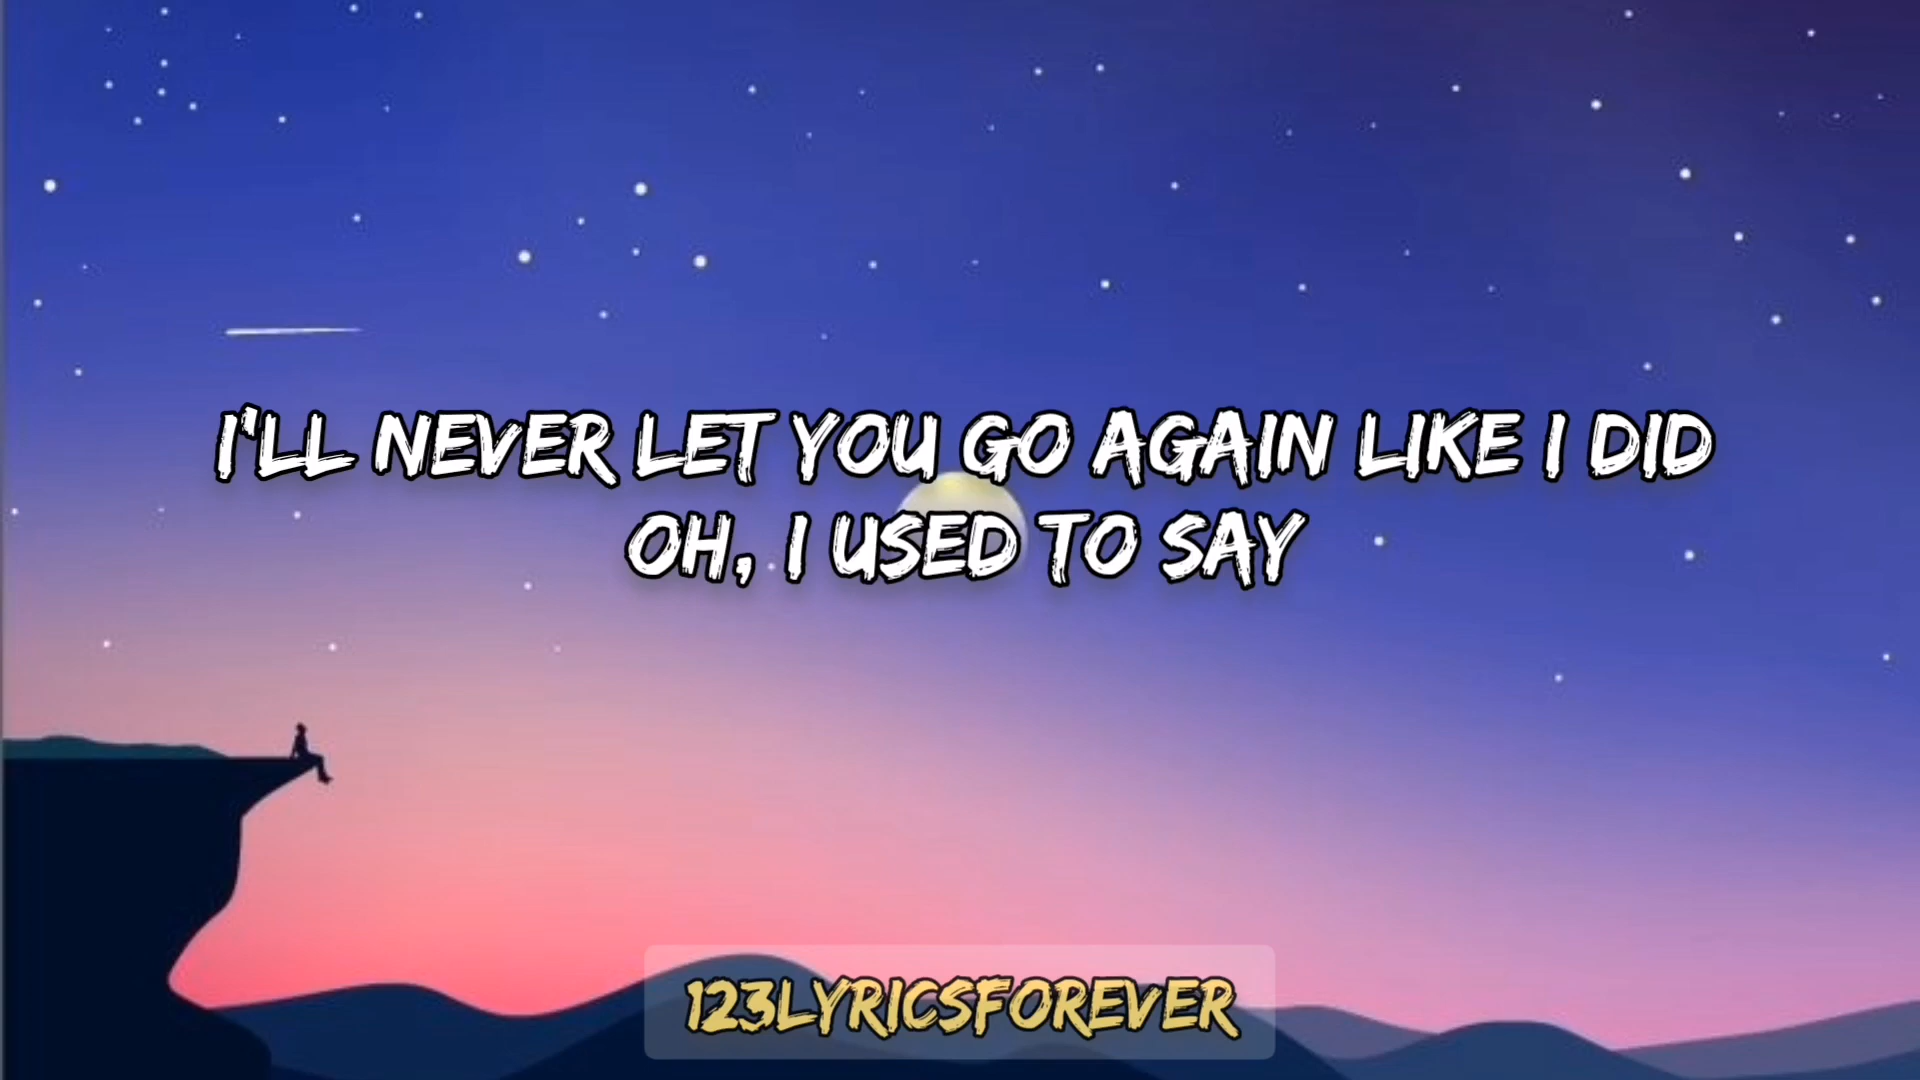 I'LL NEVER LET YOU GO AGAIN LIKE I DID
OH, I USED TO SAY
123LYRICSFOREVER